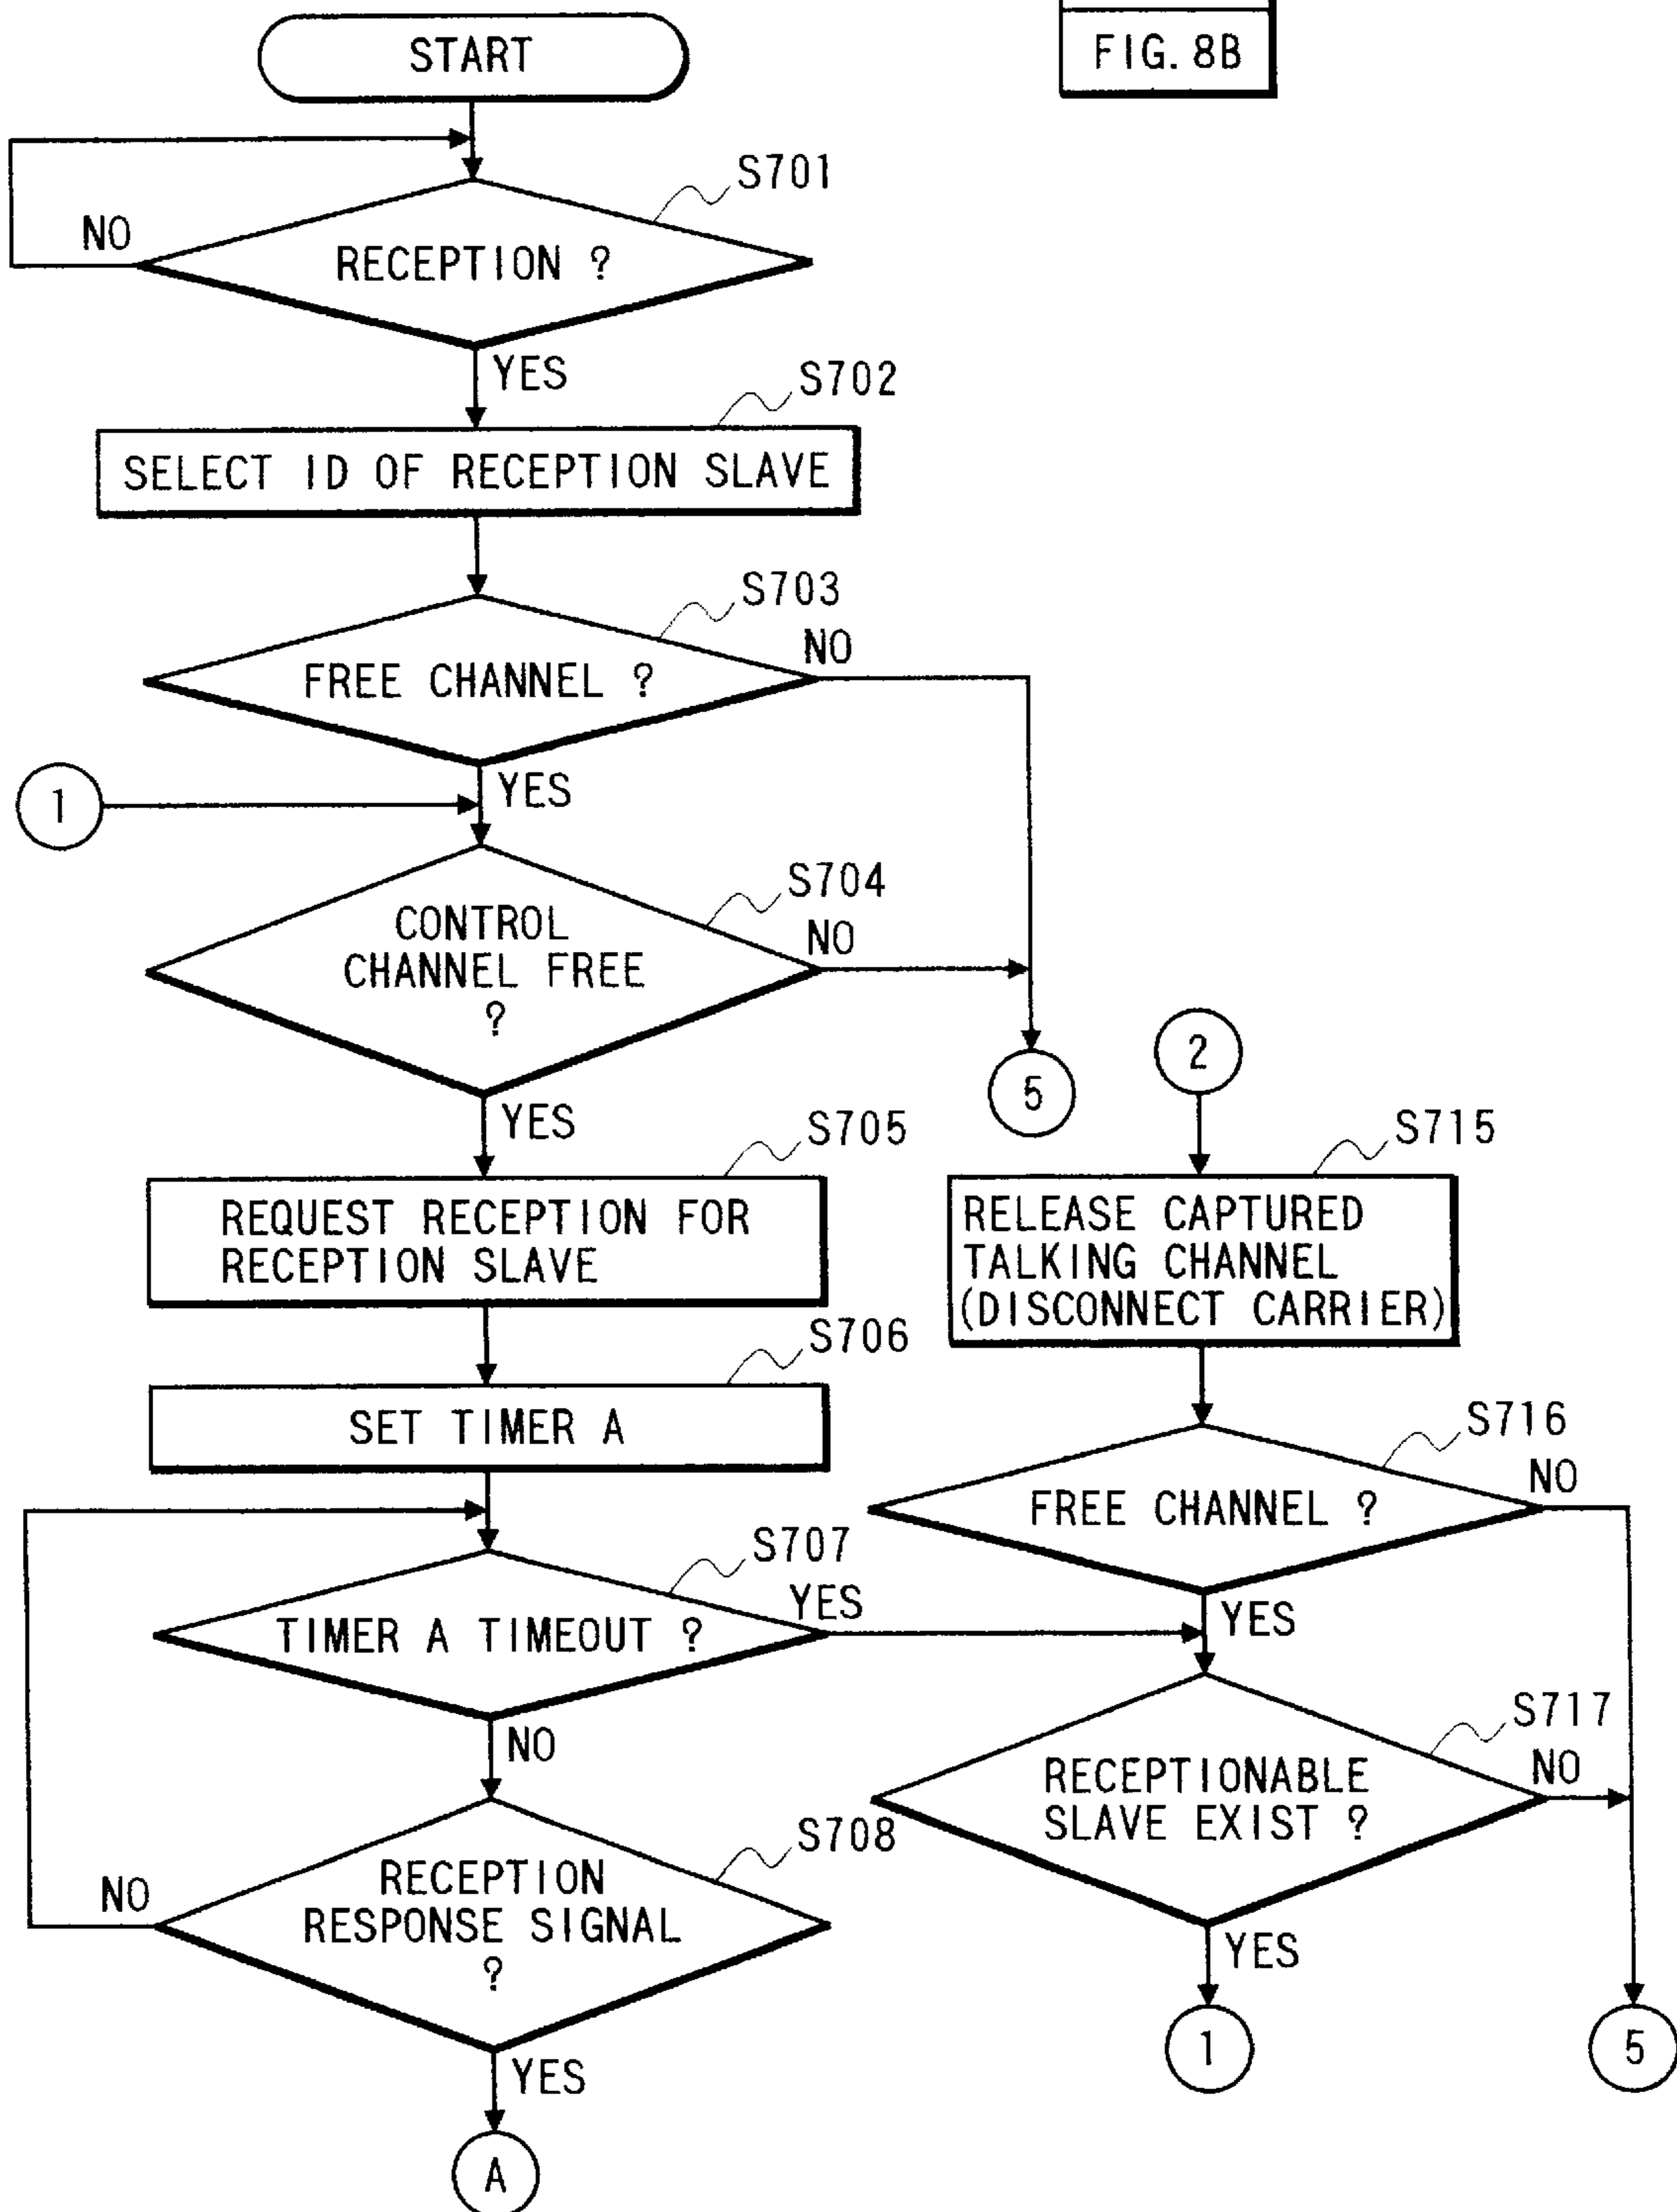 FIG. 8B
START
S701
NO
RECEPTION ?
YES
S702
SELECT ID OF RECEPTION SLAVE
S703
NO
FREE CHANNEL ?
1
YES
S704
NO
CONTROL
CHANNEL FREE
?
YES
5
S705
REQUEST RECEPTION FOR
RECEPTION SLAVE
S706
SET TIMER A
S707
YES
TIMER A TIMEOUT ?
NO
S708
NO
RECEPTION
RESPONSE SIGNAL
?
YES
A
2
S715
RELEASE CAPTURED
TALKING CHANNEL
(DISCONNECT CARRIER)
S716
NO
FREE CHANNEL ?
YES
S717
NO
RECEPTIONABLE
SLAVE EXIST ?
YES
1
5